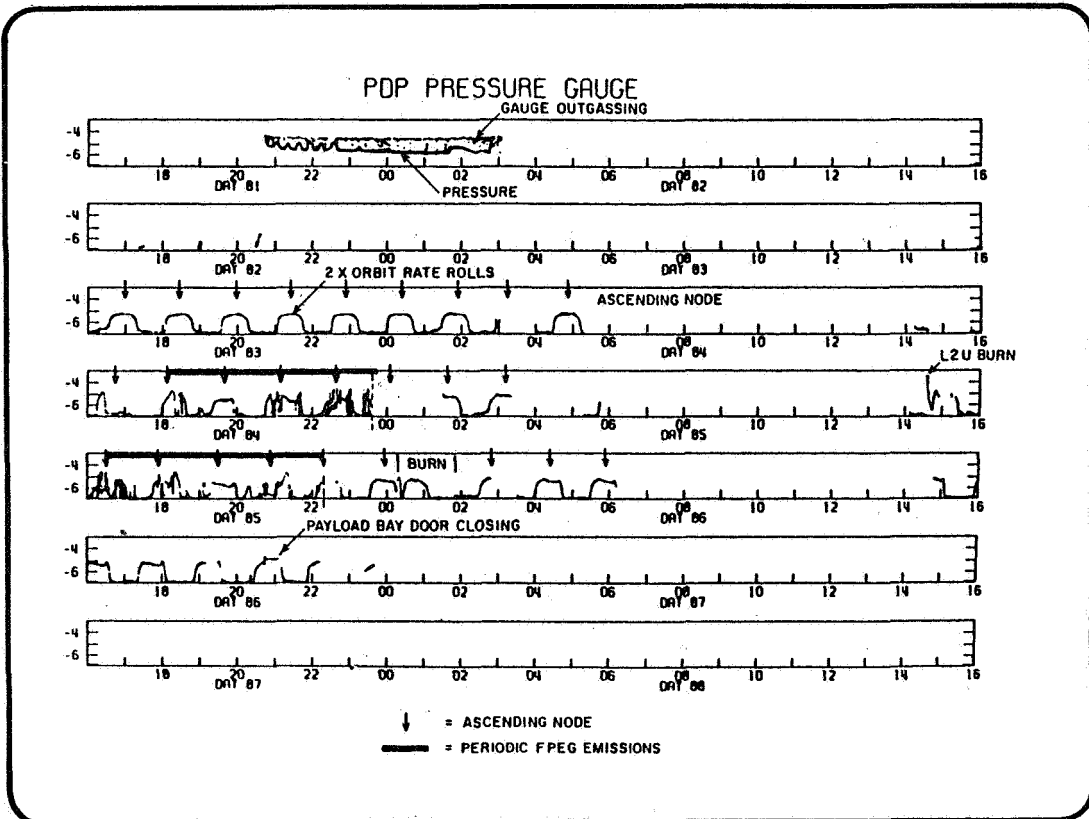 PDP PRESSURE GAUGE
GAUGE OUTGASSING
-4
-6
18 20 22 00 02 04 06 08 10 12 14 16
DAY 81 DAY 82
PRESSURE
-4
-6
18 20 22 00 02 04 06 08 10 12 14 16
DAY 82 DAY 83
2 X ORBIT RATE ROLLS
ASCENDING NODE
-4
-6
18 20 22 00 02 04 06 08 10 12 14 16
DAY 83 DAY 84
L2U BURN
-4
-6
18 20 22 00 02 04 06 08 10 12 14 16
DAY 84 DAY 85
BURN
-4
-6
18 20 22 00 02 04 06 08 10 12 14 16
DAY 85 DAY 86
PAYLOAD BAY DOOR CLOSING
-4
-6
18 20 22 00 02 04 06 08 10 12 14 16
DAY 86 DAY 87
-4
-6
18 20 22 00 02 04 06 08 10 12 14 16
DAY 87 DAY 88
= ASCENDING NODE
= PERIODIC FPEG EMISSIONS